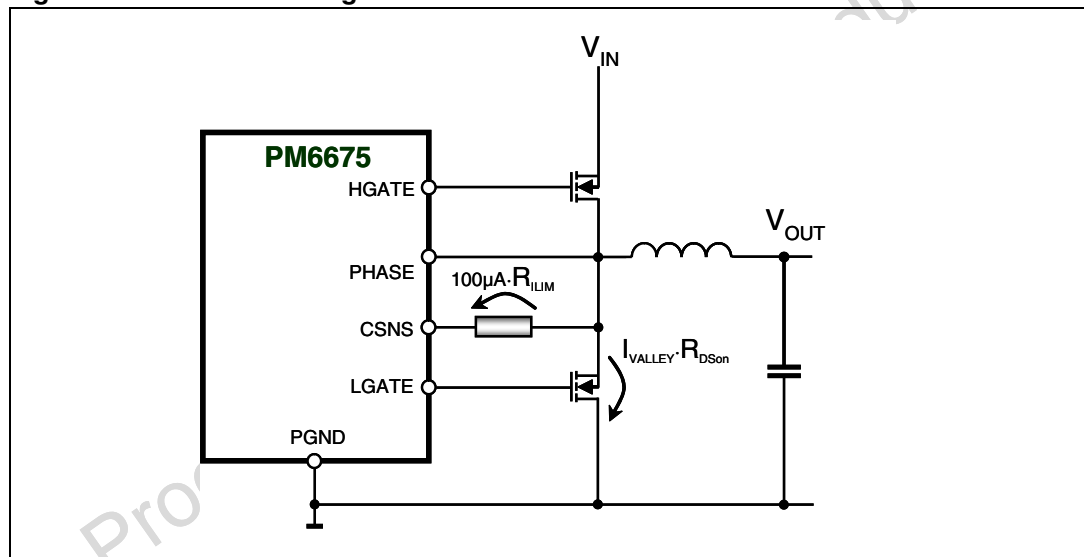 V_IN
PM6675
HGATE
V_OUT
PHASE
100µA·R_ILIM
CSNS
I_VALLEY·R_DSon
LGATE
PGND